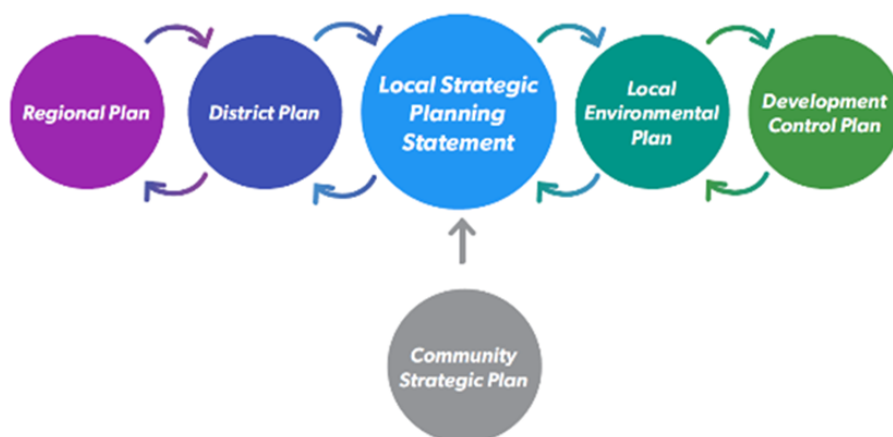 Regional Plan
District Plan
Local Strategic
Planning
Statement
Local
Environmental
Plan
Development
Control Plan
Community
Strategic Plan